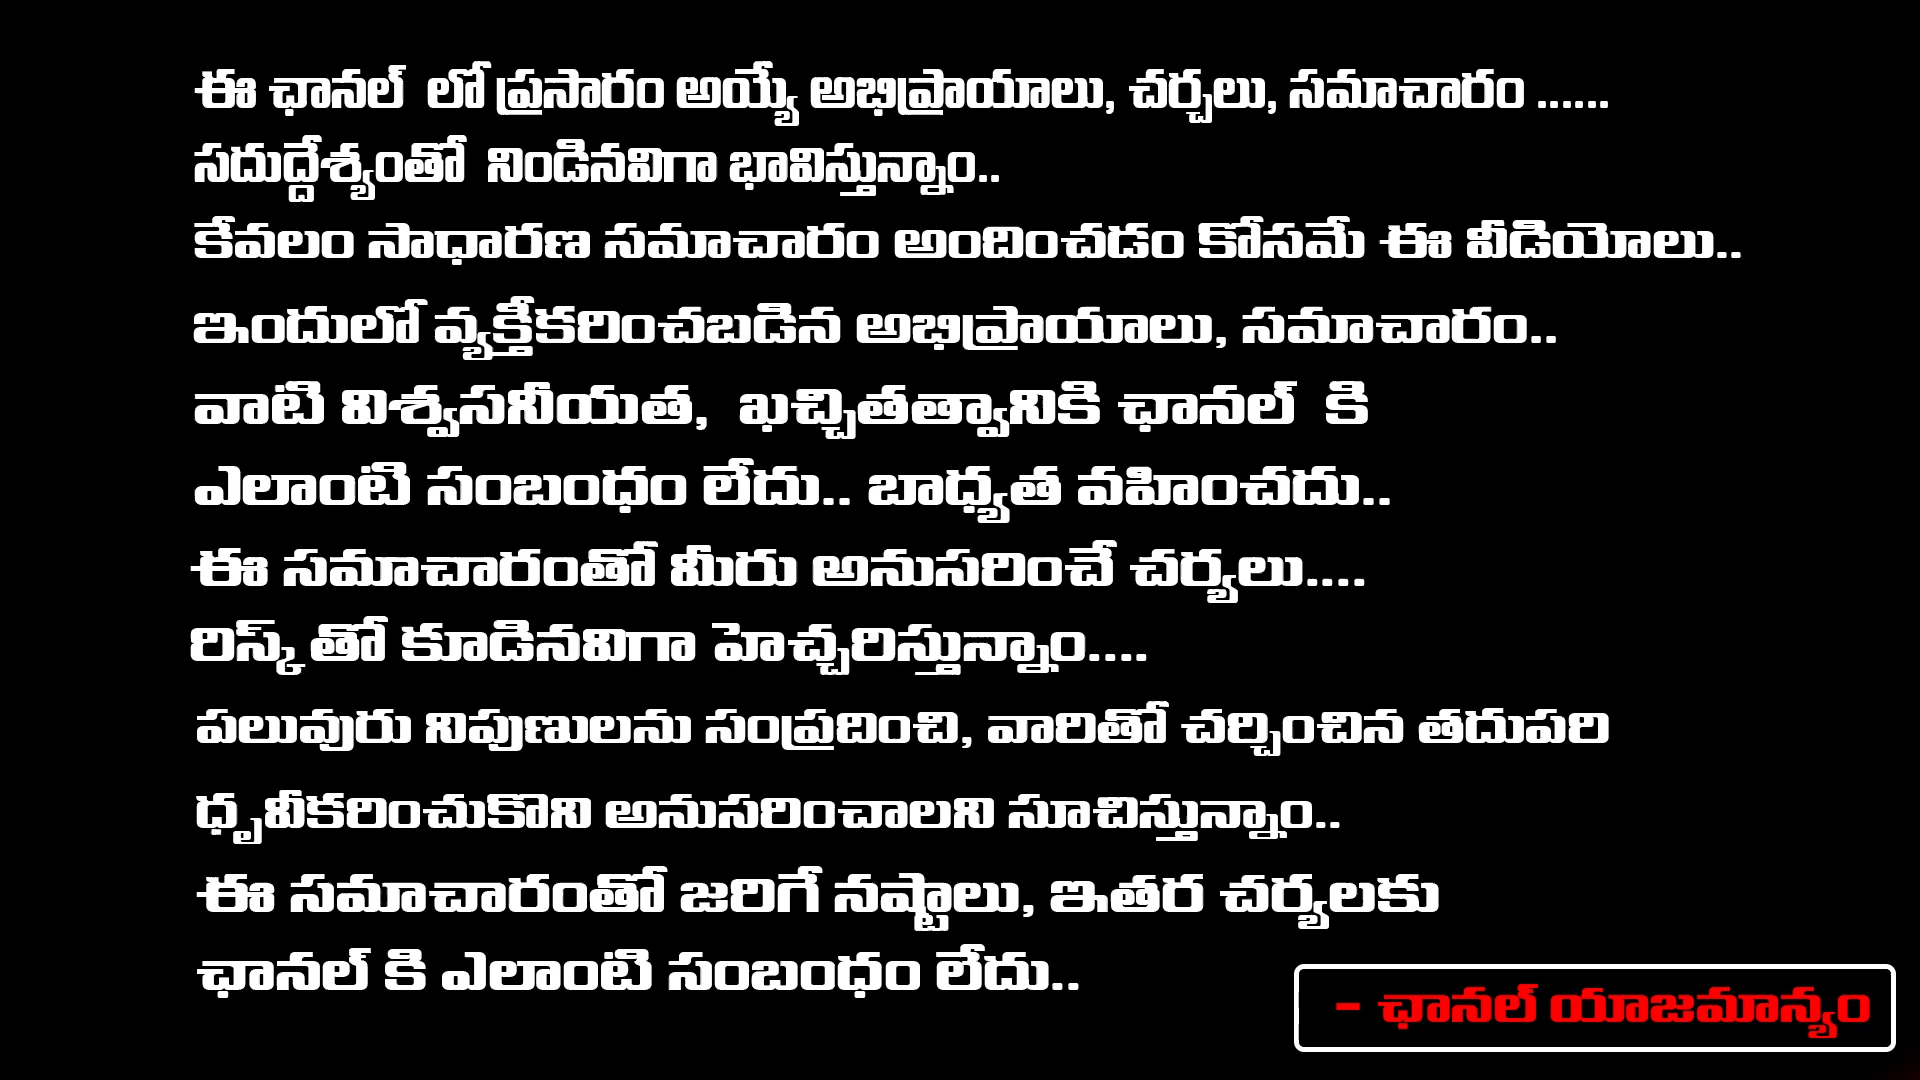 ఈ ఛానల్ లో ప్రసారం అయ్యే అభిప్రాయాలు, చర్చలు, సమాచారం ......
సదుద్దేశ్యంతో నిండినవిగా భావిస్తున్నాం..
కేవలం సాధారణ సమాచారం అందించడం కోసమే ఈ వీడియోలు..
ఇందులో వ్యక్తీకరించబడిన అభిప్రాయాలు, సమాచారం..
వాటి విశ్వసనీయత, ఖచ్చితత్వానికి ఛానల్ కి
ఎలాంటి సంబంధం లేదు.. బాధ్యత వహించదు..
ఈ సమాచారంతో మీరు అనుసరించే చర్యలు....
రిస్క్ తో కూడినవిగా హెచ్చరిస్తున్నాం....
పలువురు నిపుణులను సంప్రదించి, వారితో చర్చించిన తదుపరి
ధృవీకరించుకొని అనుసరించాలని సూచిస్తున్నాం..
ఈ సమాచారంతో జరిగే నష్టాలు, ఇతర చర్యలకు
ఛానల్ కి ఎలాంటి సంబంధం లేదు..
- ఛానల్ యాజమాన్యం